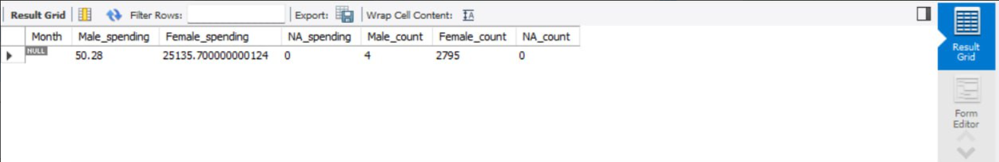 Result Grid Filter Rows: Export: Wrap Cell Content: IA
Month Male_spending Female_spending NA_spending Male_count Female_count NA_count
NULL 50.28 25135.700000000124 0 4 2795 0
Result
Grid
Form
Editor